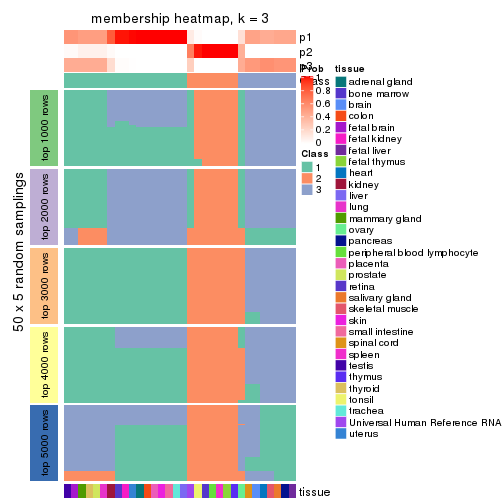 membership heatmap, k = 3
p1
p2
p3
Class
50 x 5 random samplings
top 1000 rows
top 2000 rows
top 3000 rows
top 4000 rows
top 5000 rows
tissue
Prob
1
0.8
0.6
0.4
0.2
0
Class
1
2
3
tissue
adrenal gland
bone marrow
brain
colon
fetal brain
fetal kidney
fetal liver
fetal thymus
heart
kidney
liver
lung
mammary gland
ovary
pancreas
peripheral blood lymphocyte
placenta
prostate
retina
salivary gland
skeletal muscle
skin
small intestine
spinal cord
spleen
testis
thymus
thyroid
tonsil
trachea
Universal Human Reference RNA
uterus